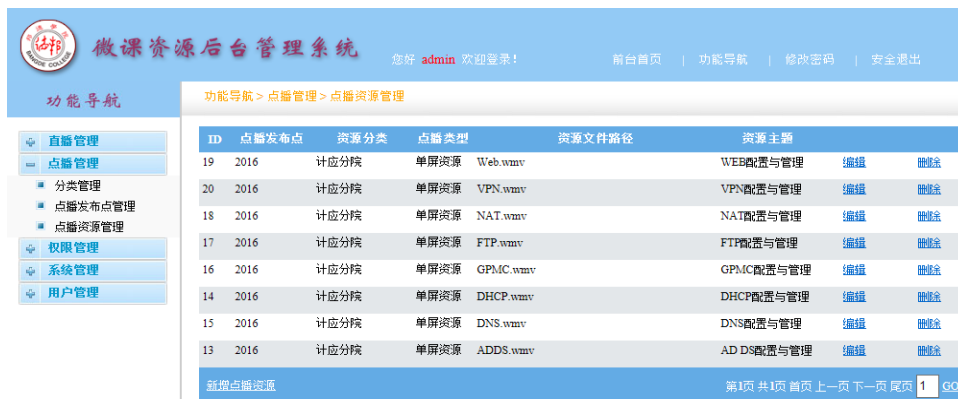 微课资源后台管理系统
您好 admin 欢迎登录!
前台首页 | 功能导航 | 修改密码 | 安全退出
功能导航
功能导航 > 点播管理 > 点播资源管理
直播管理
点播管理
分类管理
点播发布点管理
点播资源管理
权限管理
系统管理
用户管理
ID 点播发布点 资源分类 点播类型 资源文件路径 资源主题
19 2016 计应分院 单屏资源 Web.wmv WEB配置与管理 编辑 删除
20 2016 计应分院 单屏资源 VPN.wmv VPN配置与管理 编辑 删除
18 2016 计应分院 单屏资源 NAT.wmv NAT配置与管理 编辑 删除
17 2016 计应分院 单屏资源 FTP.wmv FTP配置与管理 编辑 删除
16 2016 计应分院 单屏资源 GPMC.wmv GPMC配置与管理 编辑 删除
14 2016 计应分院 单屏资源 DHCP.wmv DHCP配置与管理 编辑 删除
15 2016 计应分院 单屏资源 DNS.wmv DNS配置与管理 编辑 删除
13 2016 计应分院 单屏资源 ADDS.wmv AD DS配置与管理 编辑 删除
新增点播资源
第1页 共1页 首页 上一页 下一页 尾页 1 GO